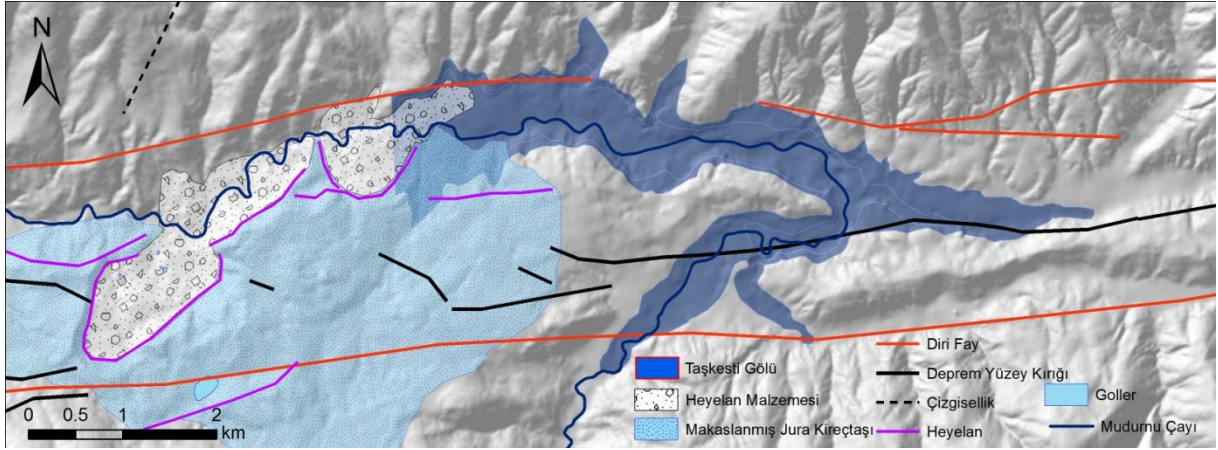 N
0 0.5 1 2
km
Taşkesti Gölü
Heyelan Malzemesi
Makaslanmış Jura Kireçtaşı
Diri Fay
Deprem Yüzey Kırığı
Çizgisellik
Heyelan
Goller
Mudurnu Çayı